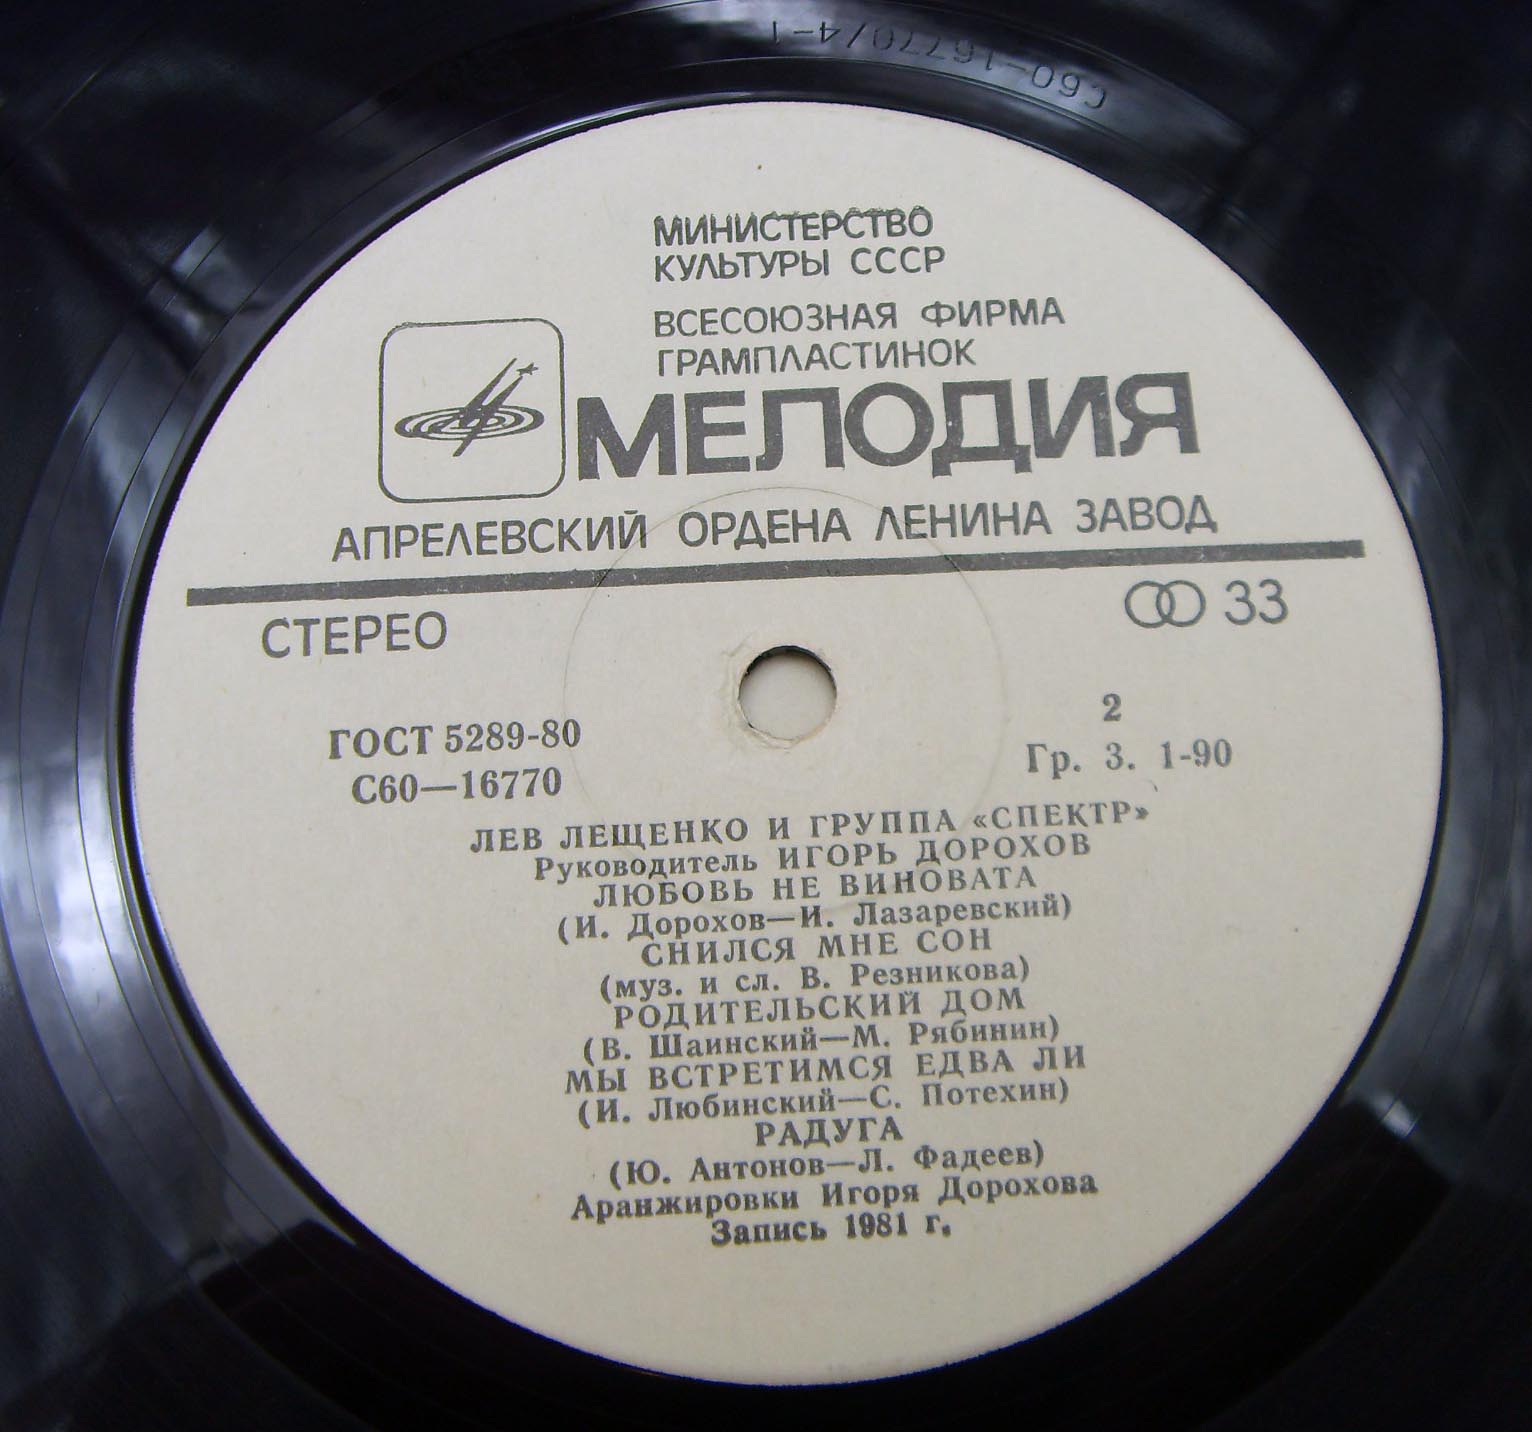 С60-16770/4-1
МИНИСТЕРСТВО
КУЛЬТУРЫ СССР
ВСЕСОЮЗНАЯ ФИРМА
ГРАМПЛАСТИНОК
МЕЛОДИЯ
АПРЕЛЕВСКИЙ ОРДЕНА ЛЕНИНА ЗАВОД
СТЕРЕО
33
ГОСТ 5289-80
С60—16770
2
Гр. 3. 1-90
ЛЕВ ЛЕЩЕНКО И ГРУППА «СПЕКТР»
Руководитель ИГОРЬ ДОРОХОВ
ЛЮБОВЬ НЕ ВИНОВАТА
(И. Дорохов—И. Лазаревский)
СНИЛСЯ МНЕ СОН
(муз. и сл. В. Резникова)
РОДИТЕЛЬСКИЙ ДОМ
(В. Шаинский—М. Рябинин)
МЫ ВСТРЕТИМСЯ ЕДВА ЛИ
(И. Любинский—С. Потехин)
РАДУГА
(Ю. Антонов—Л. Фадеев)
Аранжировки Игоря Дорохова
Запись 1981 г.